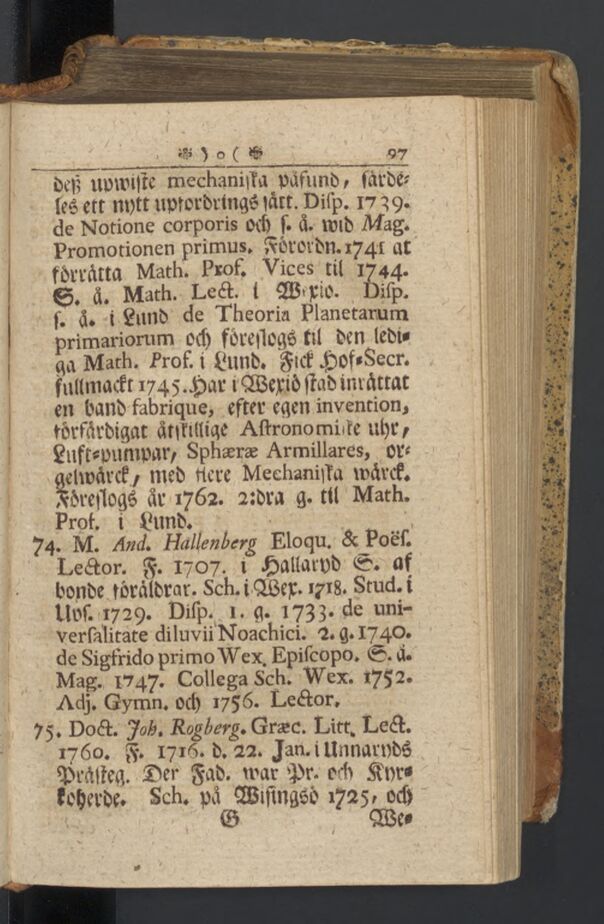 ❀ ) o ( ❀ 97
deß upwiste mechaniska påfund, särde-
les ett nytt upfordrings sätt. Disp. 1739.
de Notione corporis och s. å. wid Mag.
Promotionen primus. Förordn. 1741 at
förrätta Math. Prof. Vices til 1744.
S. å. Math. Lect. i Wexio. Disp.
s. å. i Lund de Theoria Planetarum
primariorum och föreslogs til den ledi-
ga Math. Prof. i Lund. Fick Hof-Secr.
fullmackt 1745. Har i Wexiö stad inrättat
en band fabrique, efter egen invention,
förfärdigat åtskillige Astronomiske uhr,
Luft-pumpar, Sphæræ Armillares, or-
gelwärck, med flere Mechaniska wärck.
Föreslogs år 1762. 2:dra g. til Math.
Prof. i Lund.
74. M. And. Hallenberg Eloqu. & Poës.
Lector. F. 1707. i Hallaryd S. af
bonde föräldrar. Sch. i Wex. 1718. Stud. i
Ups. 1729. Disp. 1. g. 1733. de uni-
versalitate diluvii Noachici. 2. g. 1740.
de Sigfrido primo Wex. Episcopo. S. å.
Mag. 1747. Collega Sch. Wex. 1752.
Adj. Gymn. och 1756. Lector.
75. Doct. Joh. Rogberg. Græc. Litt. Lect.
1760. F. 1716. d. 22. Jan. i Unnaryds
Prästeg. Der Fad. war Pr. och Kyr-
koherde. Sch. på Wisingsö 1725, och
G We-